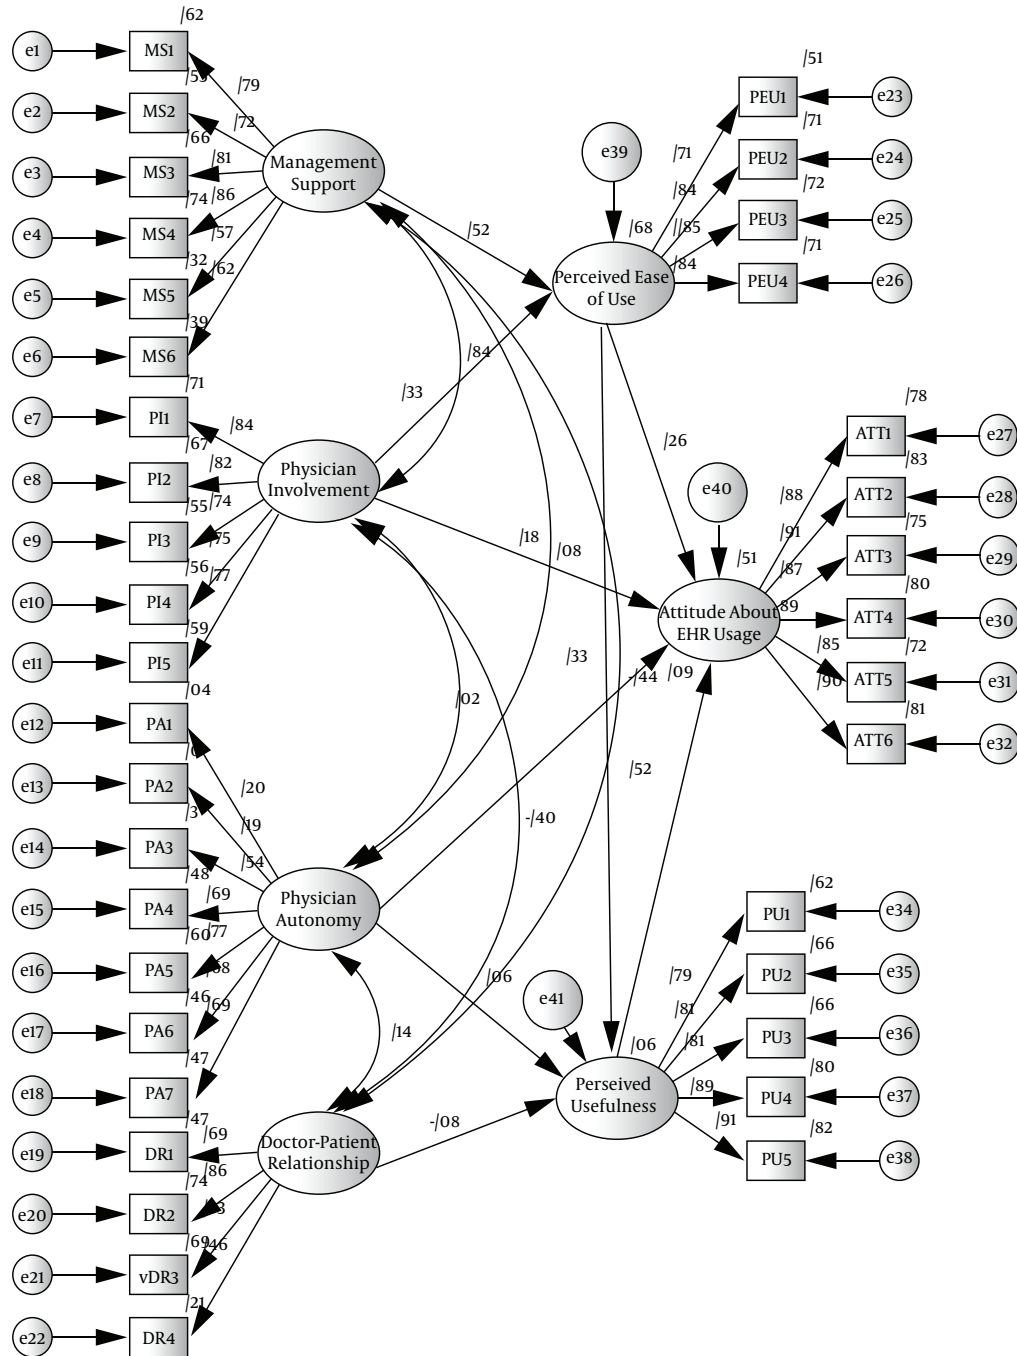 /62
e1
MS1
/79
/55
e2
MS2
/72
/66
e3
MS3
/81
/74
/86
e4
MS4
/57
/32
/62
e5
MS5
/39
e6
MS6
Management
Support
/71
e7
PI1
/84
/67
e8
PI2
/82
/55
/74
e9
PI3
/75
/56
/77
e10
PI4
/59
e11
PI5
Physician
Involvement
/04
e12
PA1
/20
e13
PA2
/19
/3
e14
PA3
/54
/48
/69
e15
PA4
/60
/77
e16
PA5
/68
/46
/69
e17
PA6
/47
e18
PA7
Physician
Autonomy
/47
e19
DR1
/69
/74
/86
e20
DR2
/69
/46
e21
vDR3
/21
e22
DR4
Doctor-Patient
Relationship
/52
/84
/33
/18
/08
/26
/33
-/44
/09
/02
/52
-/40
/06
/14
-/08
e39
/68
Perceived Ease
of Use
/51
PEU1
e23
/71
/71
PEU2
e24
/84
/72
PEU3
e25
//85
/71
PEU4
e26
/84
e40
/51
Attitude About
EHR Usage
/78
ATT1
e27
/88
/83
ATT2
e28
/91
/75
ATT3
e29
/87
/80
ATT4
e30
89
/72
ATT5
e31
/85
/81
ATT6
e32
/90
e41
/06
Perseived
Usefulness
/62
PU1
e34
/79
/66
PU2
e35
/81
/66
PU3
e36
/81
/80
PU4
e37
/89
/82
PU5
e38
/91